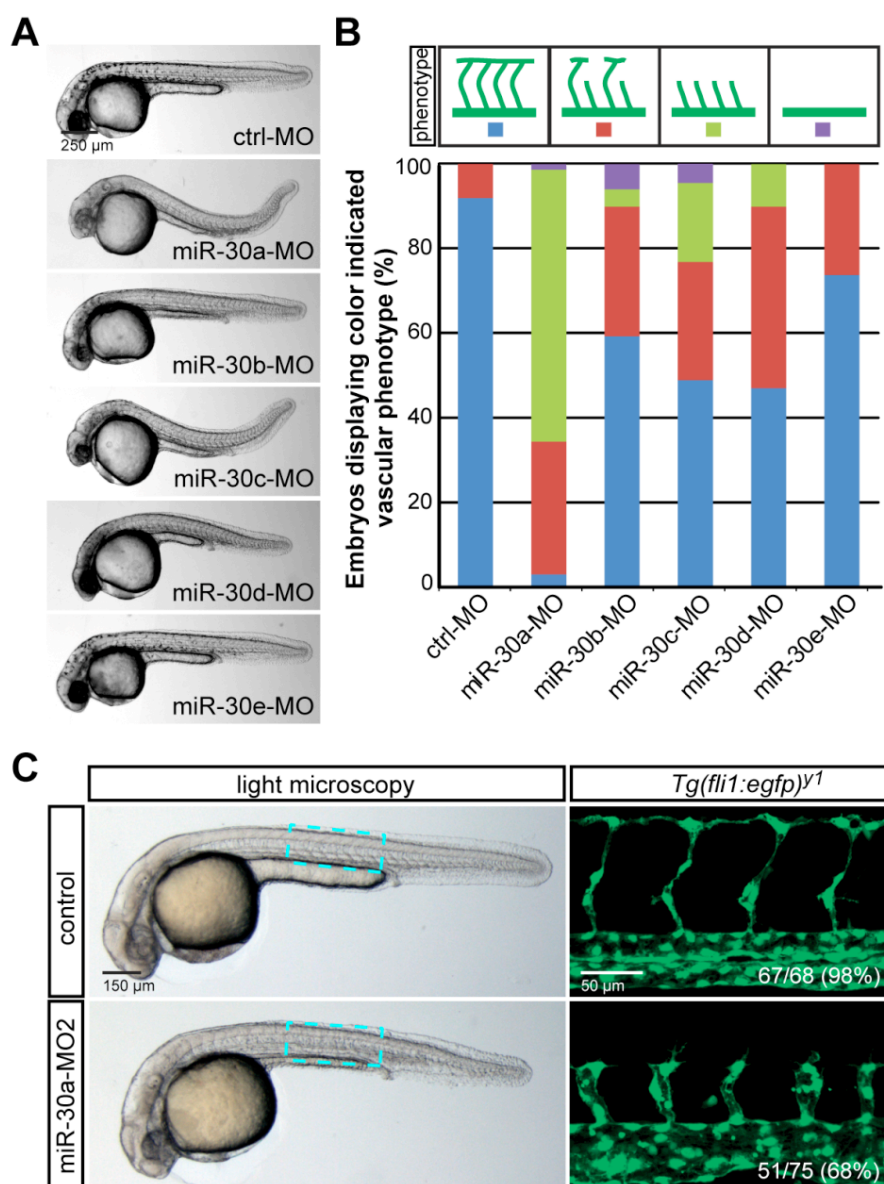 A
250 µm
ctrl-MO
miR-30a-MO
miR-30b-MO
miR-30c-MO
miR-30d-MO
miR-30e-MO
B
phenotype
Embryos displaying color indicated
vascular phenotype (%)
100
80
60
40
20
0
ctrl-MO
miR-30a-MO
miR-30b-MO
miR-30c-MO
miR-30d-MO
miR-30e-MO
C
light microscopy
Tg(fli1:egfp)y1
control
150 µm
50 µm
67/68 (98%)
miR-30a-MO2
51/75 (68%)